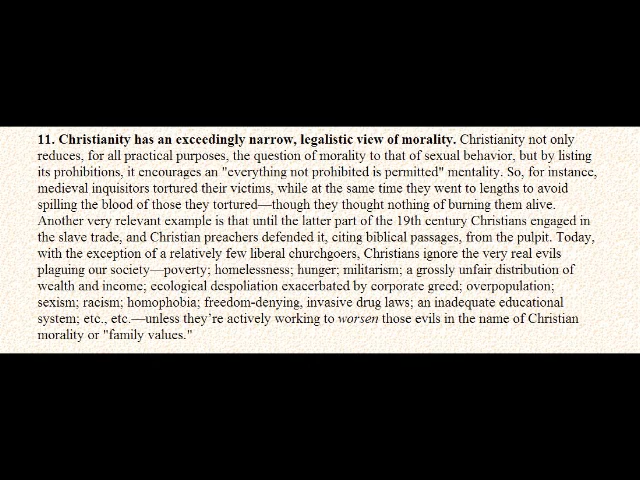 11. Christianity has an exceedingly narrow, legalistic view of morality. Christianity not only
reduces, for all practical purposes, the question of morality to that of sexual behavior, but by listing
its prohibitions, it encourages an "everything not prohibited is permitted" mentality. So, for instance,
medieval inquisitors tortured their victims, while at the same time they went to lengths to avoid
spilling the blood of those they tortured—though they thought nothing of burning them alive.
Another very relevant example is that until the latter part of the 19th century Christians engaged in
the slave trade, and Christian preachers defended it, citing biblical passages, from the pulpit. Today,
with the exception of a relatively few liberal churchgoers, Christians ignore the very real evils
plaguing our society—poverty; homelessness; hunger; militarism; a grossly unfair distribution of
wealth and income; ecological despoliation exacerbated by corporate greed; overpopulation;
sexism; racism; homophobia; freedom-denying, invasive drug laws; an inadequate educational
system; etc., etc.—unless they're actively working to worsen those evils in the name of Christian
morality or "family values."